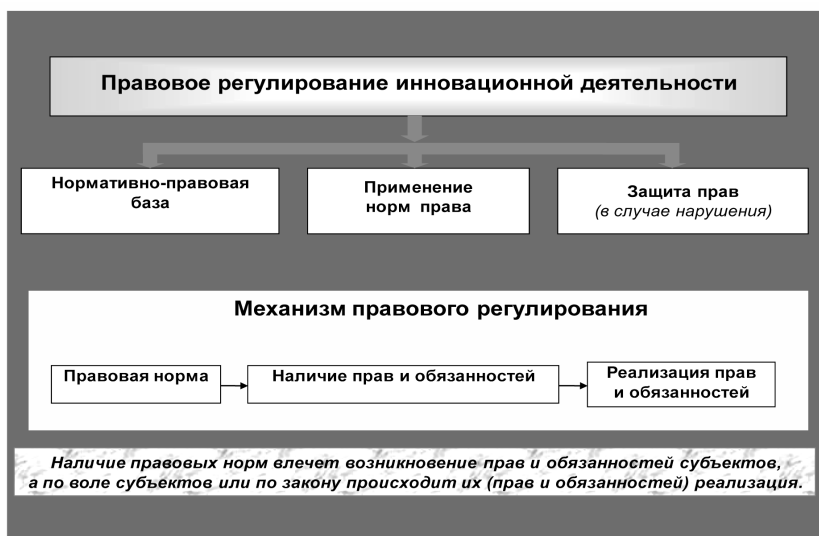 Правовое регулирование инновационной деятельности
Нормативно-правовая
база
Применение
норм права
Защита прав
(в случае нарушения)
Механизм правового регулирования
Правовая норма
Наличие прав и обязанностей
Реализация прав
и обязанностей
Наличие правовых норм влечет возникновение прав и обязанностей субъектов,
а по воле субъектов или по закону происходит их (прав и обязанностей) реализация.